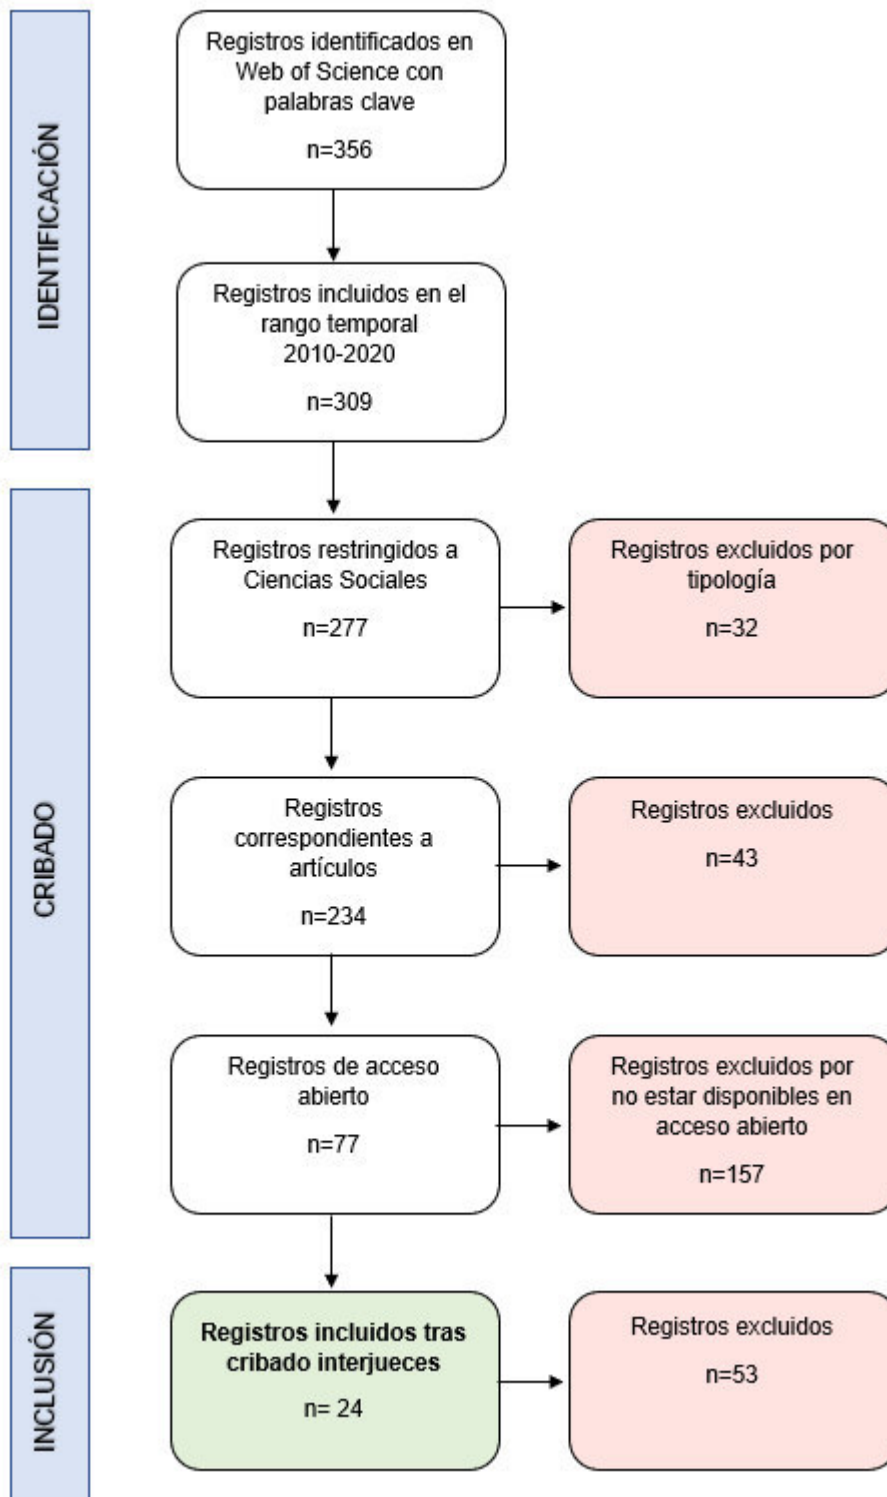 IDENTIFICACIÓN
Registros identificados en
Web of Science con
palabras clave
n=356
Registros incluidos en el
rango temporal
2010-2020
n=309
CRIBADO
Registros restringidos a
Ciencias Sociales
n=277
Registros excluidos por
tipología
n=32
Registros
correspondientes a
artículos
n=234
Registros excluidos
n=43
Registros de acceso
abierto
n=77
Registros excluidos por
no estar disponibles en
acceso abierto
n=157
INCLUSIÓN
Registros incluidos tras
cribado interjueces
n= 24
Registros excluidos
n=53